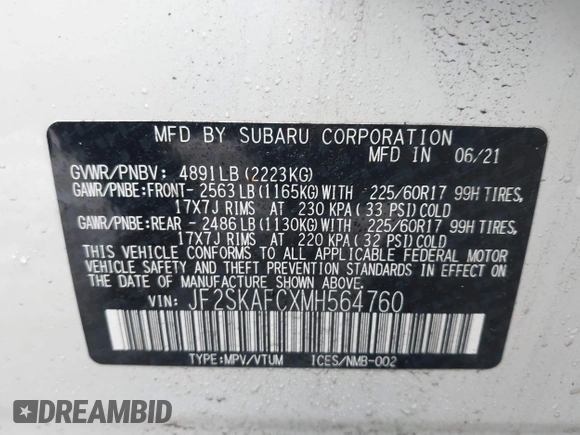 MFD BY SUBARU CORPORATION
MFD IN 06/21
GVWR/PNBV: 4891LB (2223KG)
GAWR/PNBE:FRONT- 2563LB (1165KG) WITH 225/60R17 99H TIRES,
17X7J RIMS AT 230 KPA (33 PSI) COLD
GAWR/PNBE:REAR - 2486LB (1130KG) WITH 225/60R17 99H TIRES,
17X7J RIMS AT 220 KPA (32 PSI) COLD
THIS VEHICLE CONFORMS TO ALL APPLICABLE FEDERAL MOTOR
VEHICLE SAFETY AND THEFT PREVENTION STANDARDS IN EFFECT ON
THE DATE OF MANUFACTURE SHOWN ABOVE.
VIN: JF2SKAFCXMH564760
TYPE:MPV/VTUM ICES/NMB-002
DREAMBID